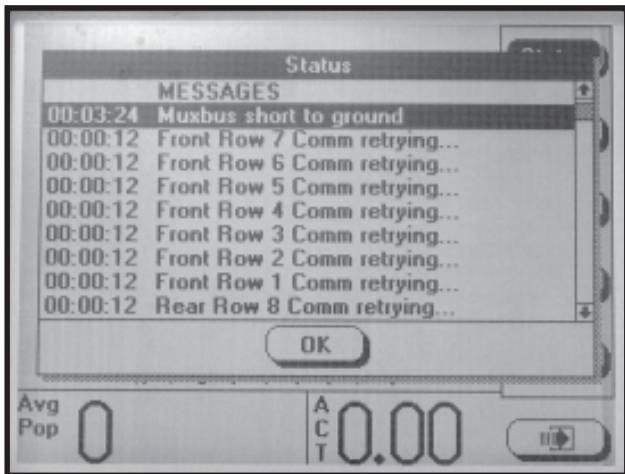 Status
MESSAGES
00:03:24 Muxbus short to ground
00:00:12 Front Row 7 Comm retrying...
00:00:12 Front Row 6 Comm retrying...
00:00:12 Front Row 5 Comm retrying...
00:00:12 Front Row 4 Comm retrying...
00:00:12 Front Row 3 Comm retrying...
00:00:12 Front Row 2 Comm retrying...
00:00:12 Front Row 1 Comm retrying...
00:00:12 Rear Row 8 Comm retrying...
OK
Avg
Pop 0
ACT 0.00